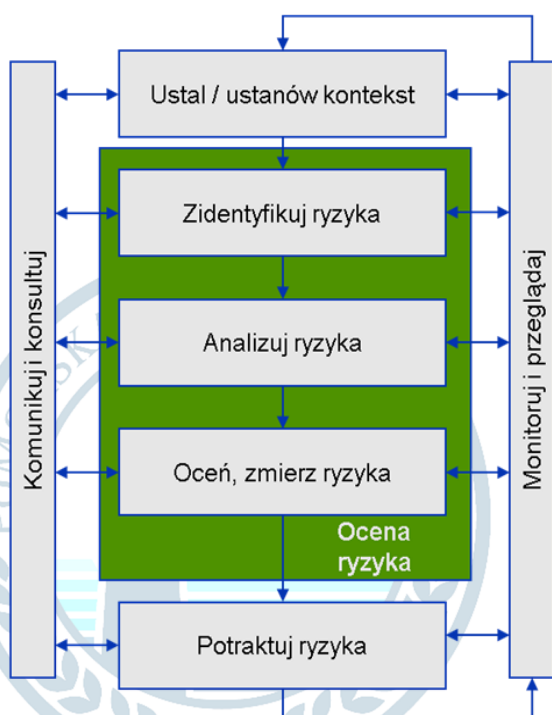 Ustal / ustanów kontekst
Zidentyfikuj ryzyka
Analizuj ryzyka
Oceń, zmierz ryzyka
Ocena
ryzyka
Potraktuj ryzyka
Komunikuj i konsultuj
Monitoruj i przeglądaj